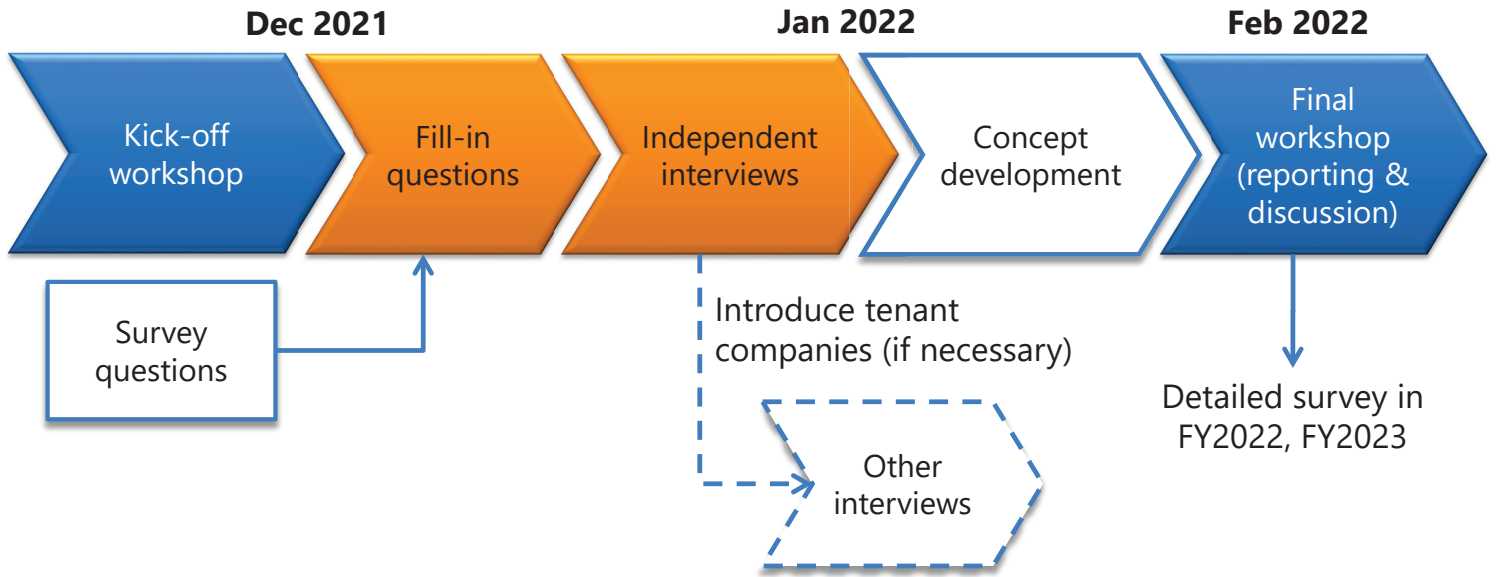 Dec 2021
Jan 2022
Feb 2022
Kick-off
workshop
Fill-in
questions
Independent
interviews
Concept
development
Final
workshop
(reporting &
discussion)
Survey
questions
Introduce tenant
companies (if necessary)
Other
interviews
Detailed survey in
FY2022, FY2023